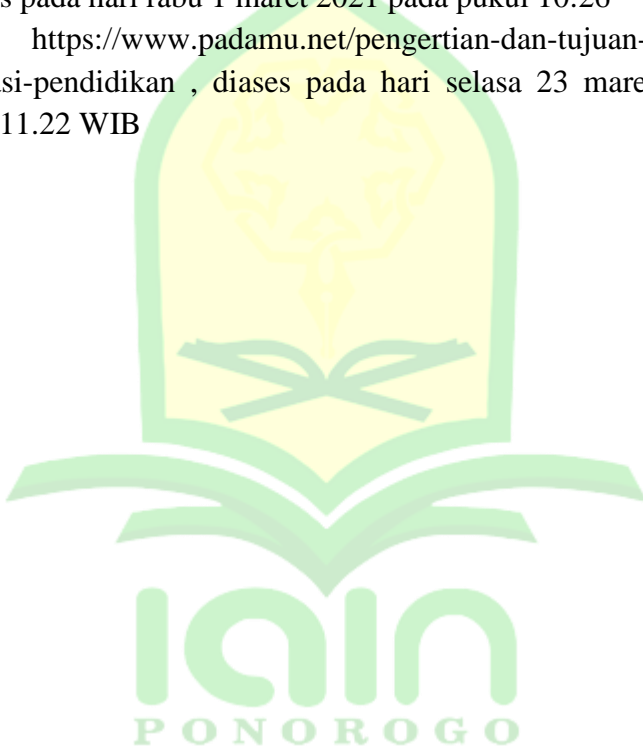 s pada hari rabu 1 maret 2021 pada pukul 10.26
https://www.padamu.net/pengertian-dan-tujuan-
si-pendidikan , diases pada hari selasa 23 mare
11.22 WIB
iain
PONOROGO